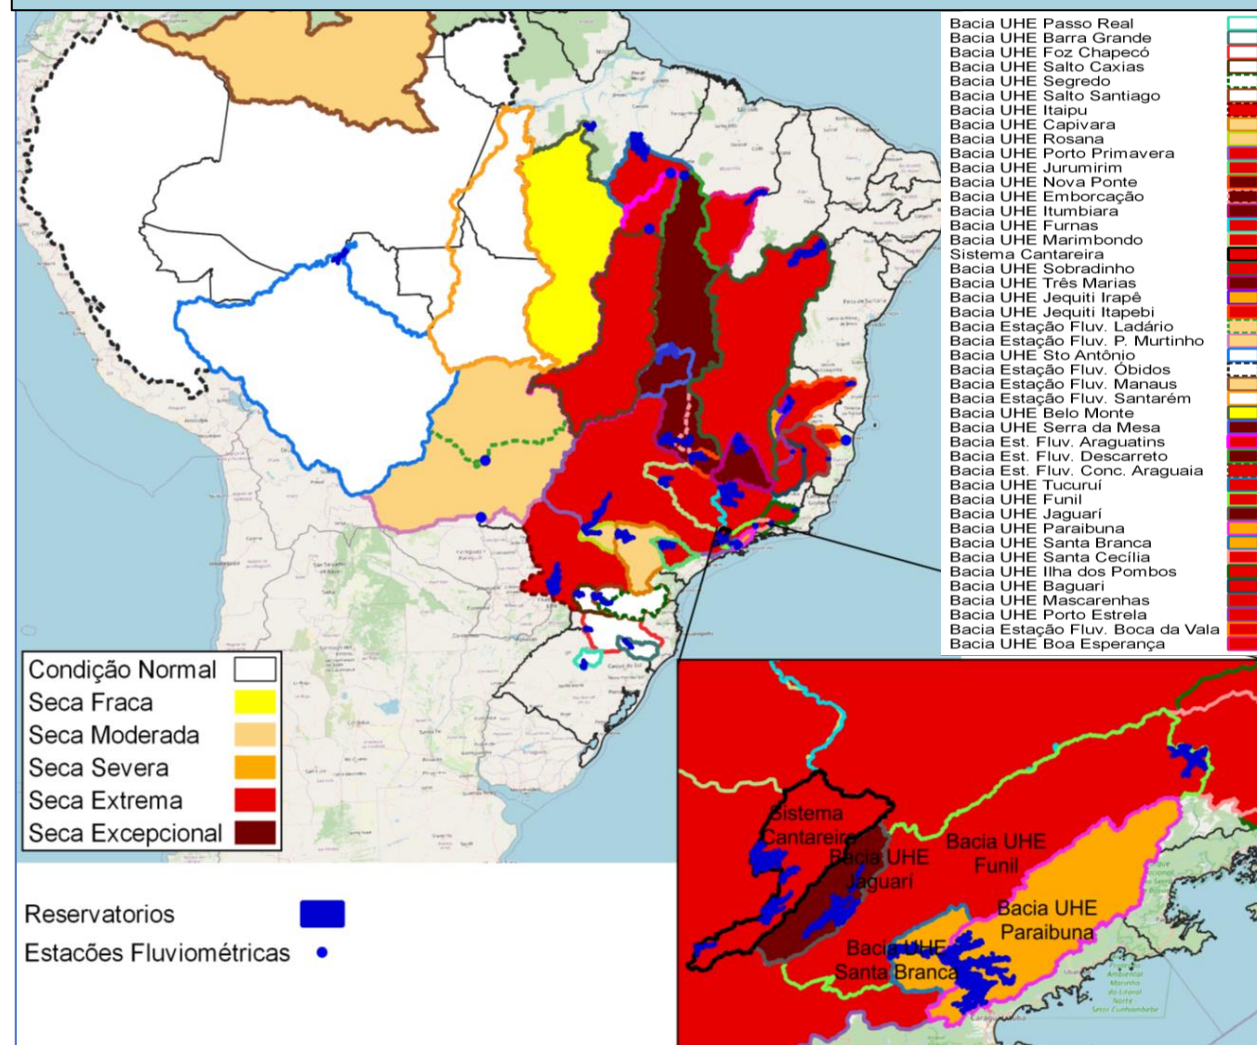 Bacia UHE Passo Real
Bacia UHE Barra Grande
Bacia UHE Foz Chapecó
Bacia UHE Salto Caxias
Bacia UHE Segredo
Bacia UHE Salto Santiago
Bacia UHE Itaipu
Bacia UHE Capivara
Bacia UHE Rosana
Bacia UHE Porto Primavera
Bacia UHE Jurumirim
Bacia UHE Nova Ponte
Bacia UHE Emborcação
Bacia UHE Itumbiara
Bacia UHE Furnas
Bacia UHE Marimbondo
Sistema Cantareira
Bacia UHE Sobradinho
Bacia UHE Três Marias
Bacia UHE Jequiti Irapê
Bacia UHE Jequiti Itapebi
Bacia Estação Fluv. Ladário
Bacia Estação Fluv. P. Murtinho
Bacia UHE Sto Antônio
Bacia Estação Fluv. Óbidos
Bacia Estação Fluv. Manaus
Bacia Estação Fluv. Santarém
Bacia UHE Belo Monte
Bacia UHE Serra da Mesa
Bacia Est. Fluv. Araguatins
Bacia Est. Fluv. Descarreto
Bacia Est. Fluv. Conc. Araguaia
Bacia UHE Tucuruí
Bacia UHE Funil
Bacia UHE Jaguarí
Bacia UHE Paraibuna
Bacia UHE Santa Branca
Bacia UHE Santa Cecília
Bacia UHE Ilha dos Pombos
Bacia UHE Baguari
Bacia UHE Mascarenhas
Bacia UHE Porto Estrela
Bacia Estação Fluv. Boca da Vala
Bacia UHE Boa Esperança
Condição Normal
Seca Fraca
Seca Moderada
Seca Severa
Seca Extrema
Seca Excepcional
Reservatorios
Estacões Fluviométricas
Sistema
Cantareira
Bacia UHE
Jaguarí
Bacia UHE
Funil
Bacia UHE
Paraibuna
Bacia UHE
Santa Branca